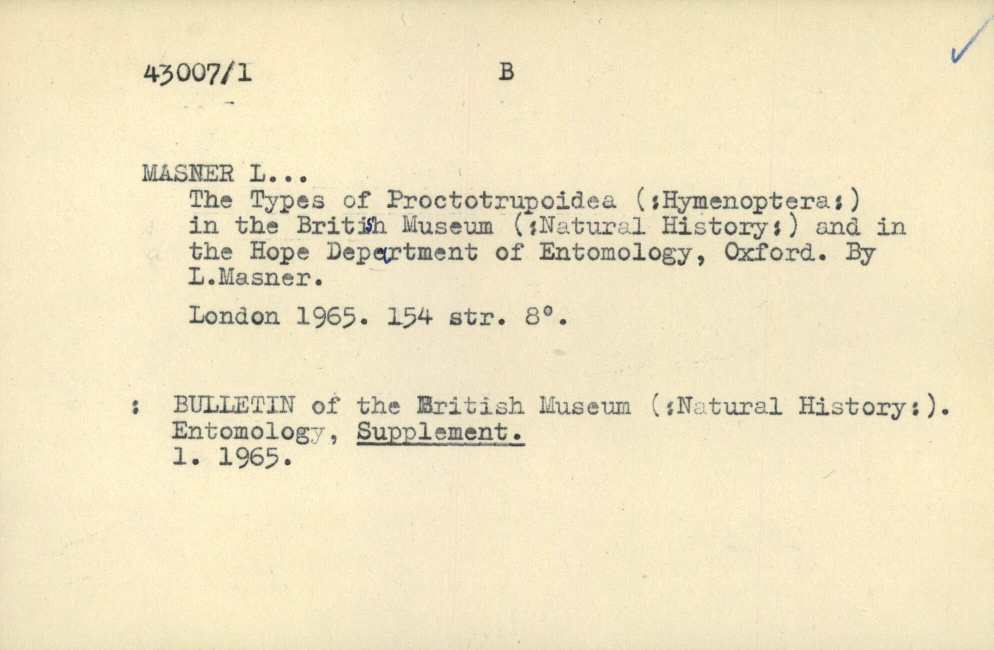 43007/1 B
MASNER L...
The Types of Proctotrupoidea (:Hymenoptera:)
in the British Museum (:Natural History:) and in
the Hope Department of Entomology, Oxford. By
L.Masner.
London 1965. 154 str. 8°.
: BULLETIN of the British Museum (:Natural History:).
Entomology, Supplement.
1. 1965.